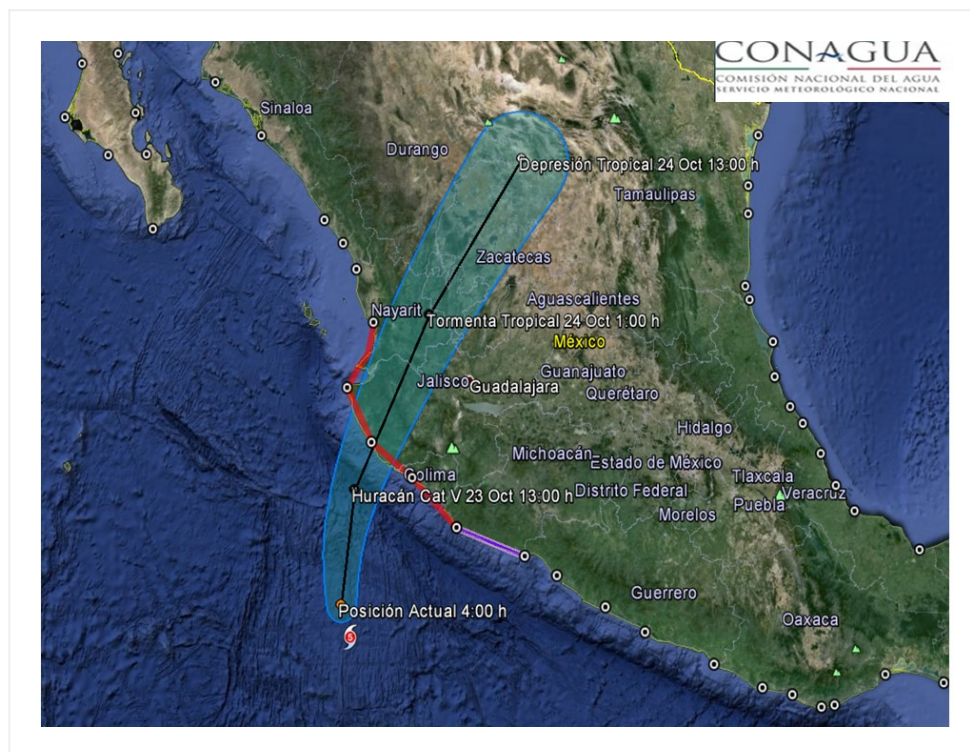 CONAGUA
COMISIÓN NACIONAL DEL AGUA
SERVICIO METEOROLÓGICO NACIONAL
Sinaloa
Durango
Depresión Tropical 24 Oct 13:00 h
Tamaulipas
Zacatecas
Aguascalientes
Nayarit
Tormenta Tropical 24 Oct 1:00 h
México
Guanajuato
Jalisco
Guadalajara
Querétaro
Hidalgo
Michoacán
Estado de México
Colima
Tlaxcala
Huracán Cat V 23 Oct 13:00 h
Distrito Federal
Puebla
Veracruz
Morelos
Guerrero
Posición Actual 4:00 h
Oaxaca
5